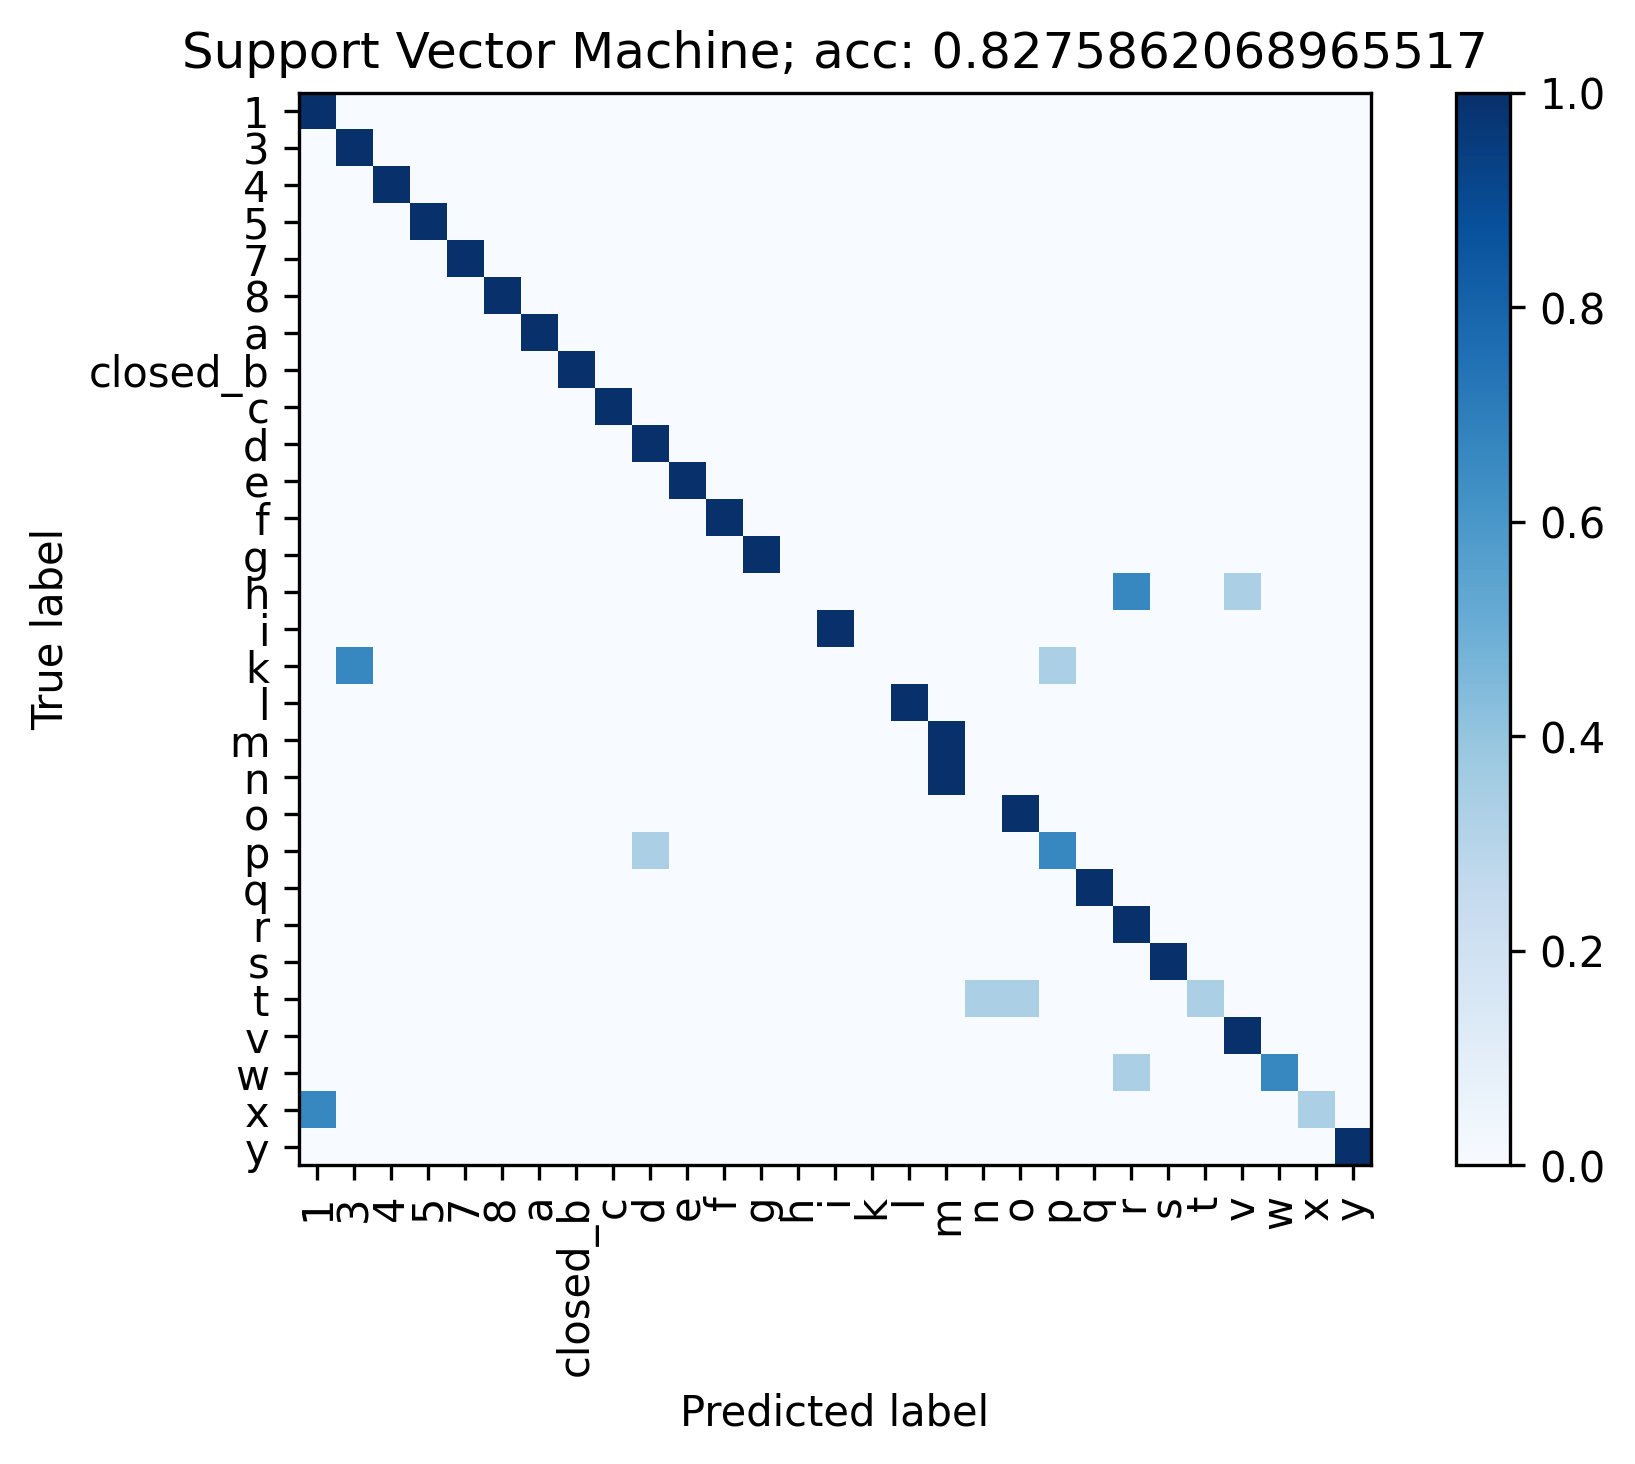 Support Vector Machine; acc: 0.8275862068965517
True label
1
3
4
5
7
8
a
closed_b
c
d
e
f
g
h
i
k
l
m
n
o
p
q
r
s
t
v
w
x
y
1
3
4
5
7
8
a
closed_b
c
d
e
f
g
h
i
k
l
m
n
o
p
q
r
s
t
v
w
x
y
Predicted label
1.0
0.8
0.6
0.4
0.2
0.0